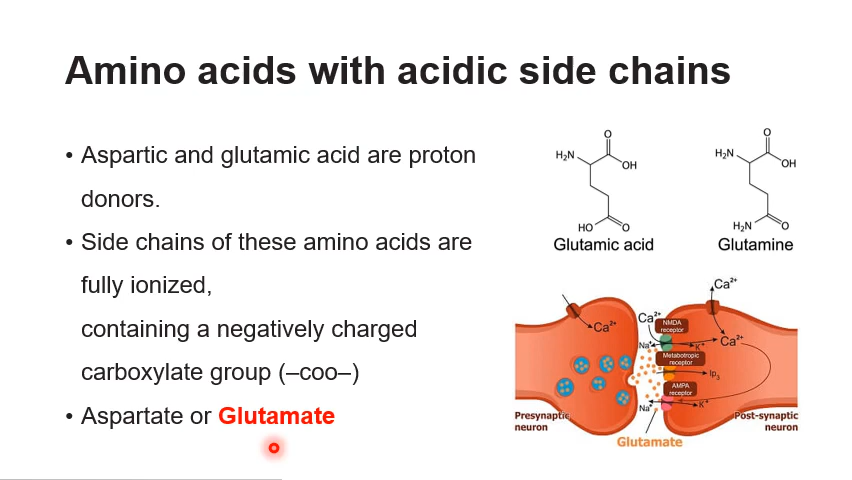 Amino acids with acidic side chains
• Aspartic and glutamic acid are proton
donors.
• Side chains of these amino acids are
fully ionized,
containing a negatively charged
carboxylate group (–coo–)
• Aspartate or Glutamate
O
H₂N
OH
HO
O
Glutamic acid
O
H₂N
OH
H₂N
O
Glutamine
Ca²⁺
Ca²⁺
Ca²⁺
NMDA
receptor
Na⁺
K⁺
Ca²⁺
Metabotropic
receptor
Ip₃
AMPA
receptor
Na⁺
K⁺
Presynaptic
neuron
Post-synaptic
neuron
Glutamate